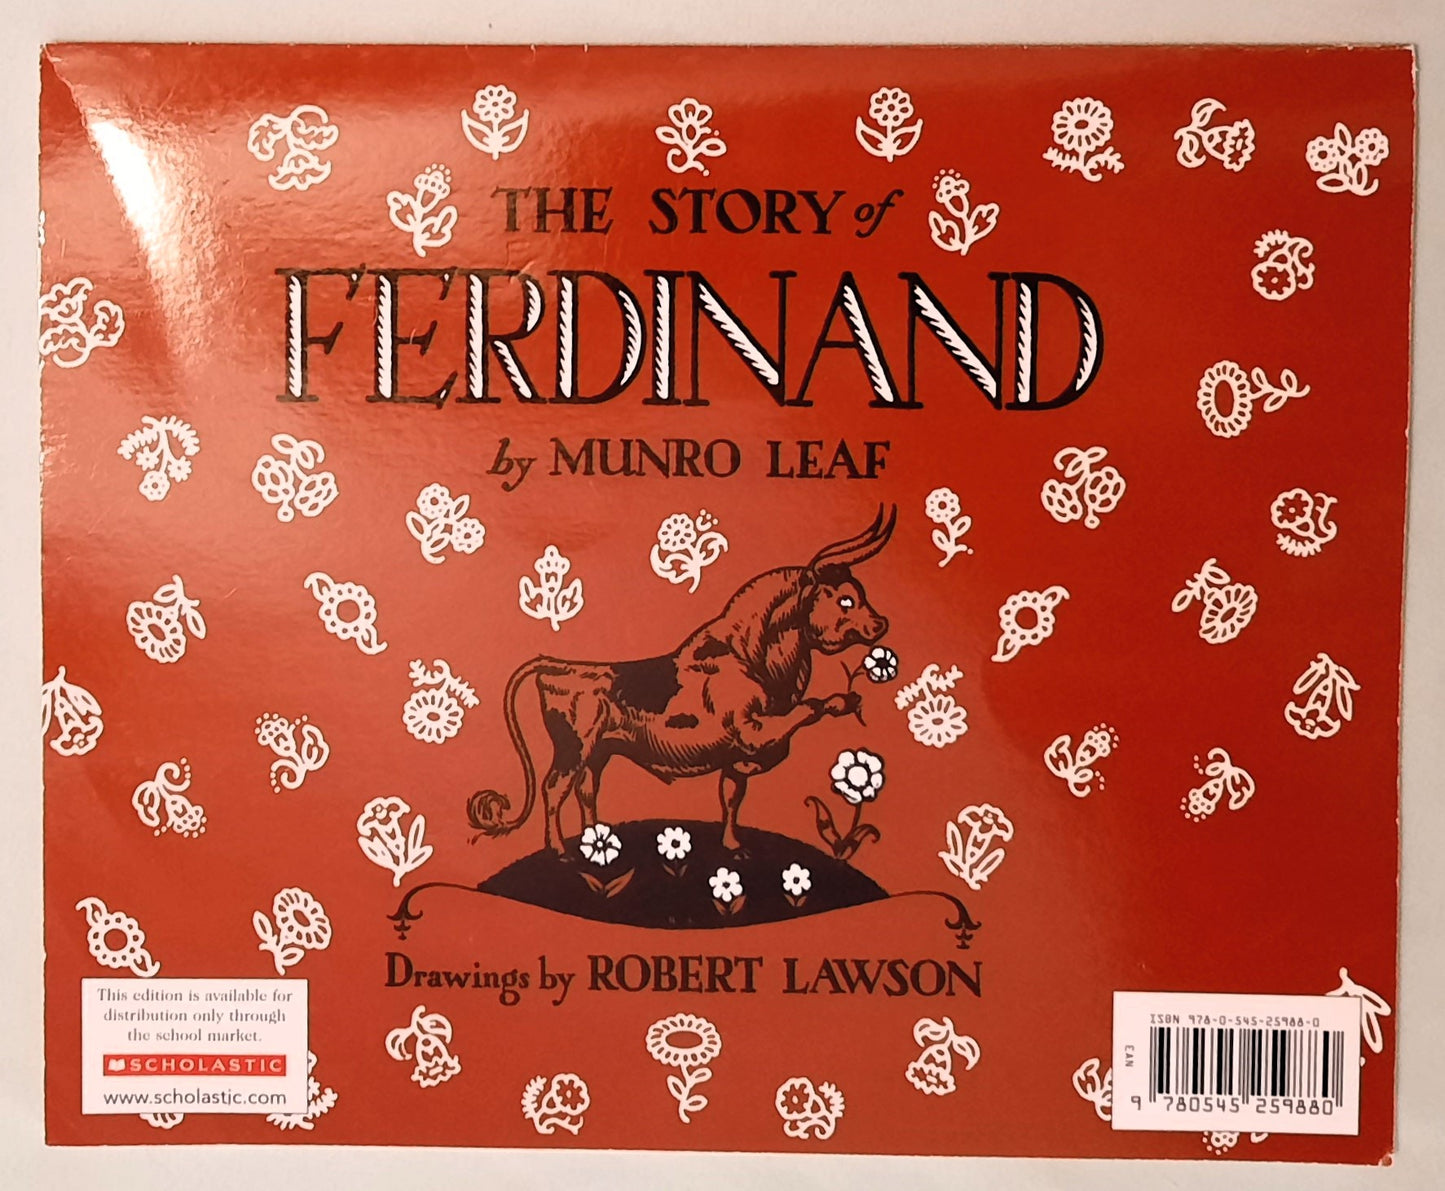 THE STORY of
FERDINAND
by MUNRO LEAF
Drawings by ROBERT LAWSON
This edition is available for
distribution only through
the school market.
SCHOLASTIC
www.scholastic.com
ISBN 978-0-545-25988-0
EAN
9 780545 259880